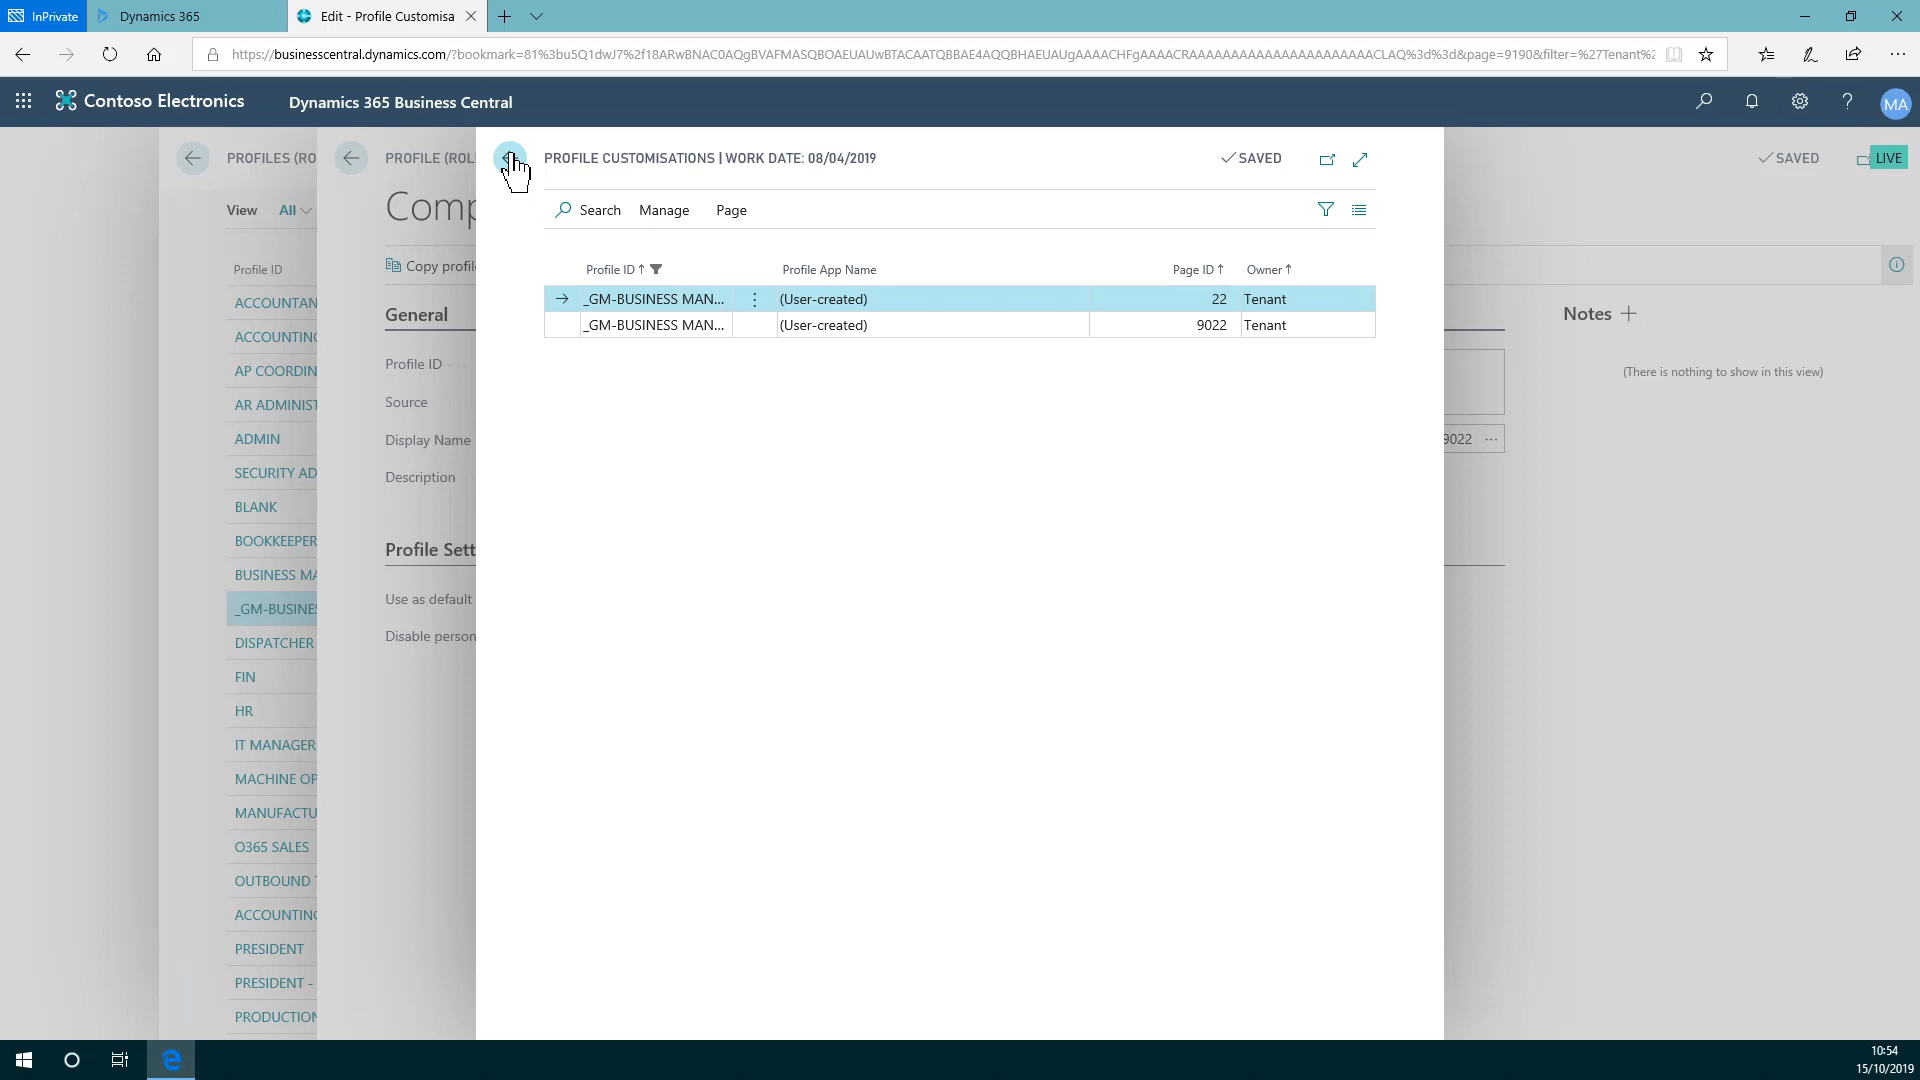 InPrivate
Dynamics 365
Edit - Profile Customisa
https://businesscentral.dynamics.com/?bookmark=81%3bu5Q1dwJ7%2f18ARwBNAC0AQgBVAFMASQBOAEUAUwBTACAATQBBAE4AQQBHAEUAUgAAAACHFgAAAACRAAAAAAAAAAAAAAAAAAAAAACLAQ%3d%3d&page=9190&filter=%27Tenant%2
Contoso Electronics
Dynamics 365 Business Central
MA
PROFILES (RO
PROFILE (ROL
PROFILE CUSTOMISATIONS | WORK DATE: 08/04/2019
SAVED
SAVED
LIVE
View All
Comp
Search Manage Page
Copy profil
Profile ID
Profile ID Profile App Name Page ID Owner
_GM-BUSINESS MAN... (User-created) 22 Tenant
_GM-BUSINESS MAN... (User-created) 9022 Tenant
ACCOUNTAN
ACCOUNTING
AP COORDIN
AR ADMINIST
ADMIN
SECURITY AD
BLANK
BOOKKEEPER
BUSINESS MA
_GM-BUSINES
DISPATCHER
FIN
HR
IT MANAGER
MACHINE OP
MANUFACTU
O365 SALES
OUTBOUND T
ACCOUNTING
PRESIDENT
PRESIDENT -
PRODUCTION
General
Profile ID
Source
Display Name
Description
Profile Sett
Use as default
Disable person
9022 ...
Notes
(There is nothing to show in this view)
10:54
15/10/2019